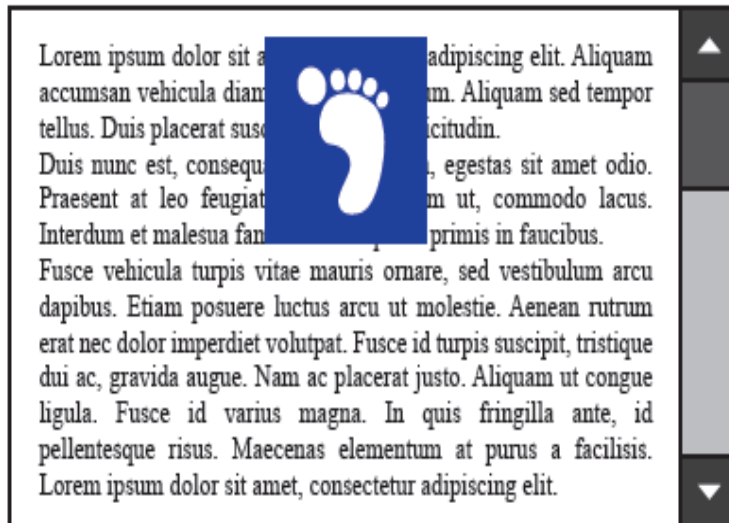 Lorem ipsum dolor sit adipiscing elit. Aliquam
accumsan vehicula diam Aliquam sed tempor
tellus. Duis placerat
Duis nunc est, egestas sit amet odio.
Praesent at leo feugiat ut, commodo lacus.
Interdum et malesua primis in faucibus.
Fusce vehicula turpis vitae mauris ornare, sed vestibulum arcu
dapibus. Etiam posuere luctus arcu ut molestie. Aenean rutrum
erat nec dolor imperdiet volutpat. Fusce id turpis suscipit, tristique
dui ac, gravida augue. Nam ac placerat justo. Aliquam ut congue
ligula. Fusce id varius magna. In quis fringilla ante, id
pellentesque risus. Maecenas elementum at purus a facilisis.
Lorem ipsum dolor sit amet, consectetur adipiscing elit.